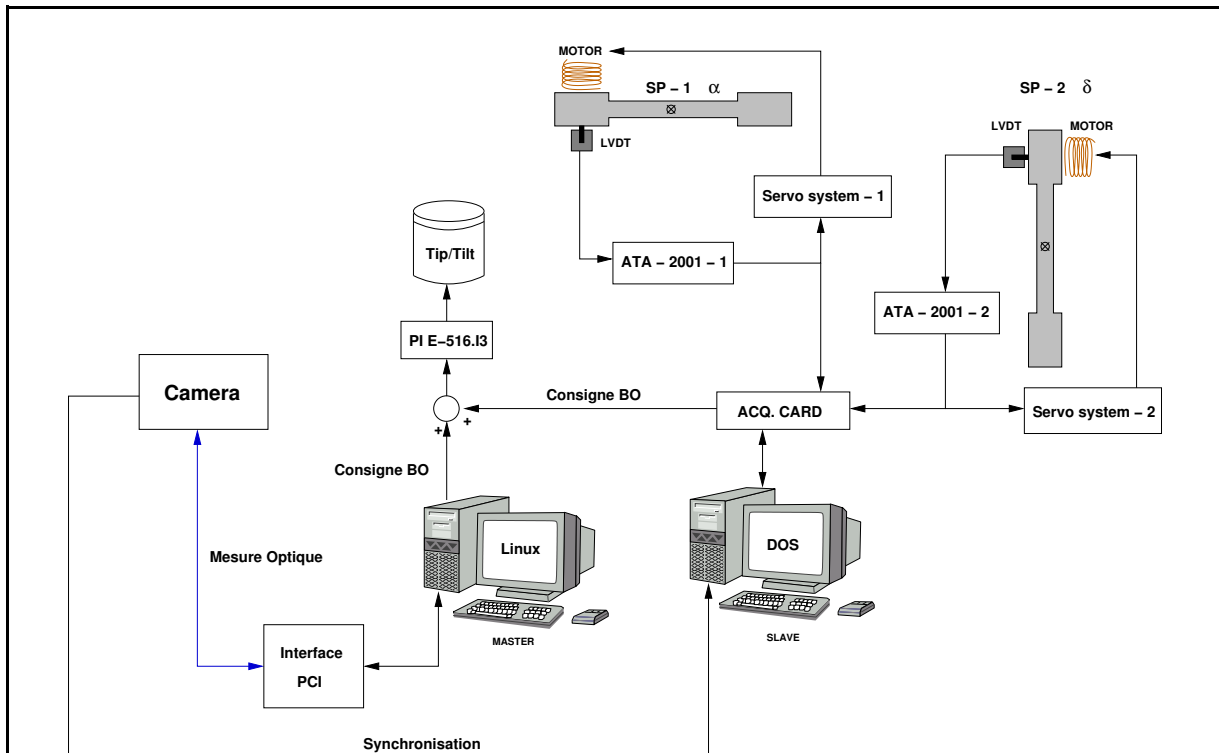 MOTOR
SP – 1 α
SP – 2 δ
LVDT
LVDT
MOTOR
Servo system – 1
Tip/Tilt
ATA – 2001 – 1
ATA – 2001 – 2
PI E–516.I3
Camera
Consigne BO
ACQ. CARD
Servo system – 2
+
+
Consigne BO
Mesure Optique
Linux
DOS
MASTER
SLAVE
Interface
PCI
Synchronisation